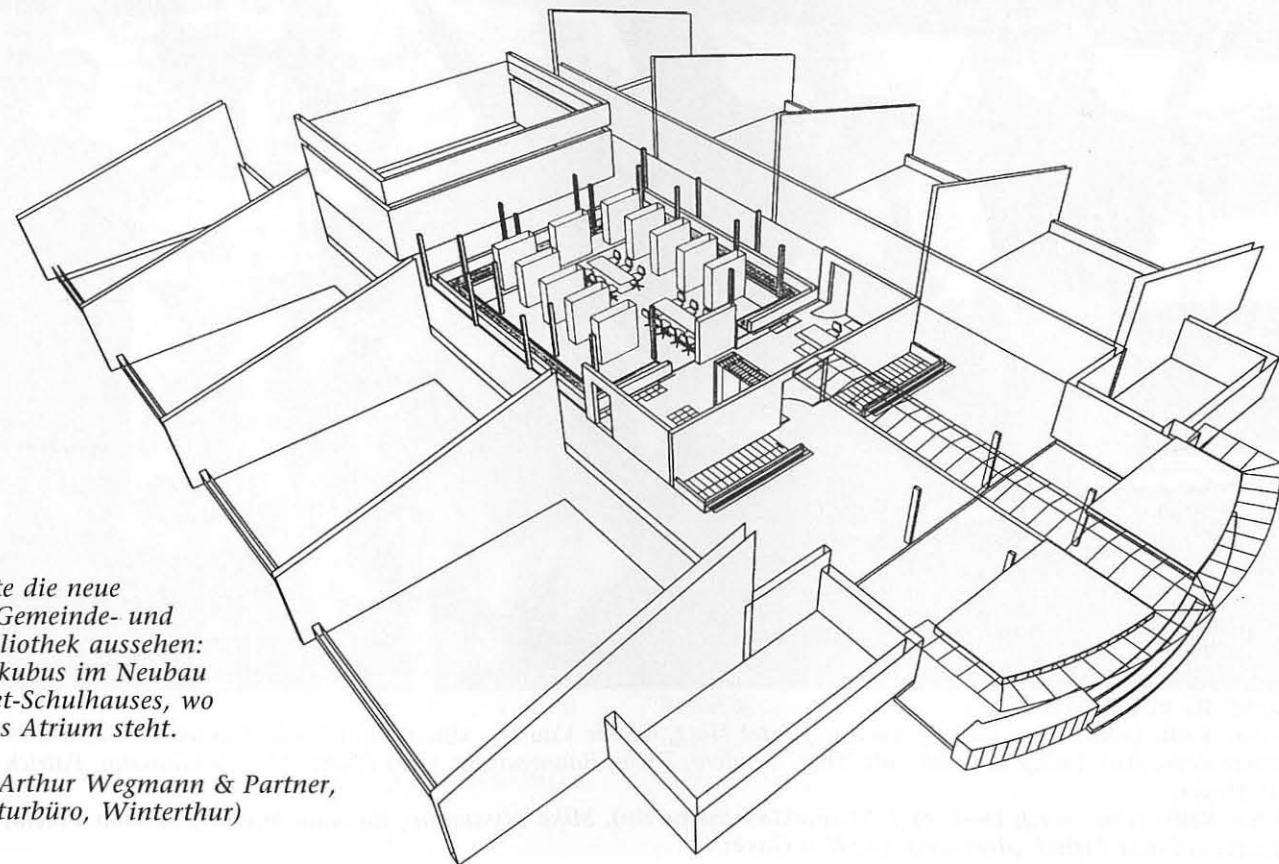 te die neue
Gemeinde- und
liothek aussehen:
kubus im Neubau
et-Schulhauses, wo
s Atrium steht.
Arthur Wegmann & Partner,
turbüro, Winterthur)